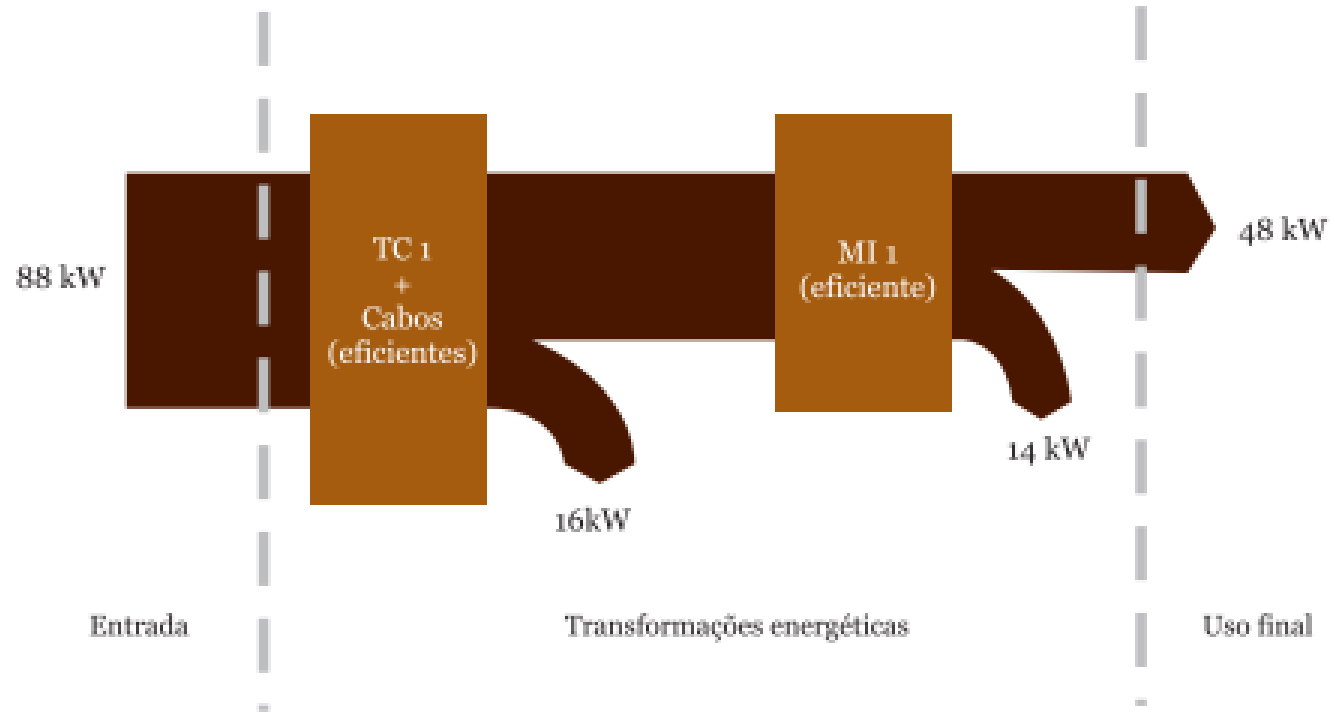 88 kW
TC 1
+
Cabos
(eficientes)
16kW
MI 1
(eficiente)
14 kW
48 kW
Entrada
Transformações energéticas
Uso final